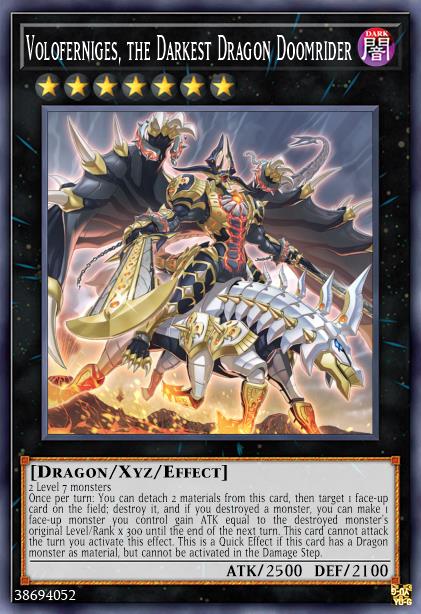 Voloferniges, the Darkest Dragon Doomrider
DARK
闇
[Dragon/Xyz/Effect]
2 Level 7 monsters
Once per turn: You can detach 2 materials from this card, then target 1 face-up
card on the field; destroy it, and if you destroyed a monster, you can make 1
face-up monster you control gain ATK equal to the destroyed monster's
original Level/Rank x 300 until the end of the next turn. This card cannot attack
the turn you activate this effect. This is a Quick Effect if this card has a Dragon
monster as material, but cannot be activated in the Damage Step.
ATK/2500 DEF/2100
38694052